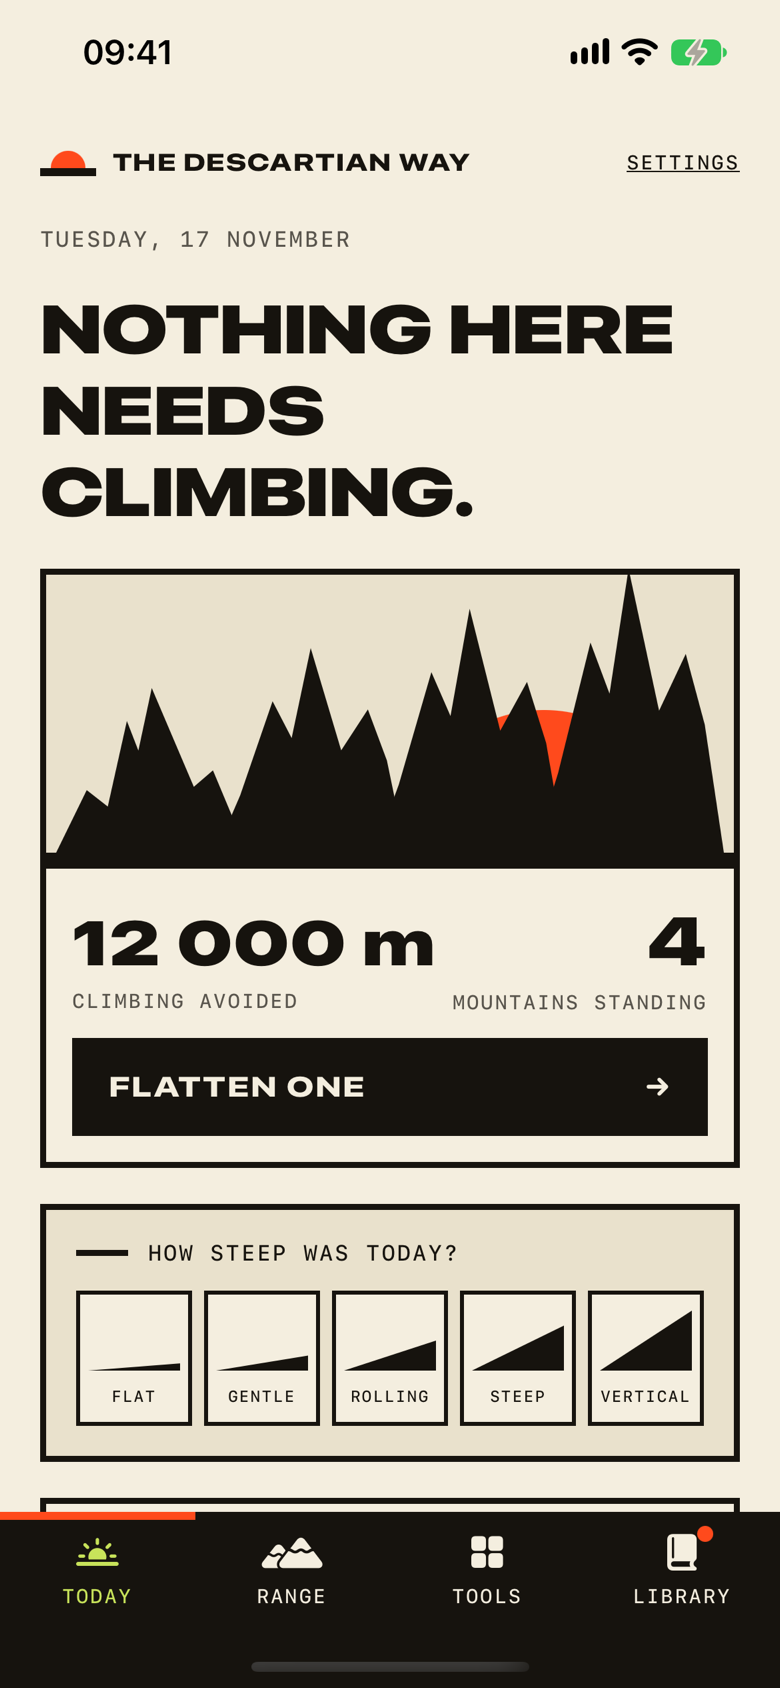 09:41
THE DESCARTIAN WAY
SETTINGS
TUESDAY, 17 NOVEMBER
NOTHING HERE
NEEDS
CLIMBING.
12 000 m
4
CLIMBING AVOIDED
MOUNTAINS STANDING
FLATTEN ONE →
HOW STEEP WAS TODAY?
FLAT
GENTLE
ROLLING
STEEP
VERTICAL
TODAY
RANGE
TOOLS
LIBRARY